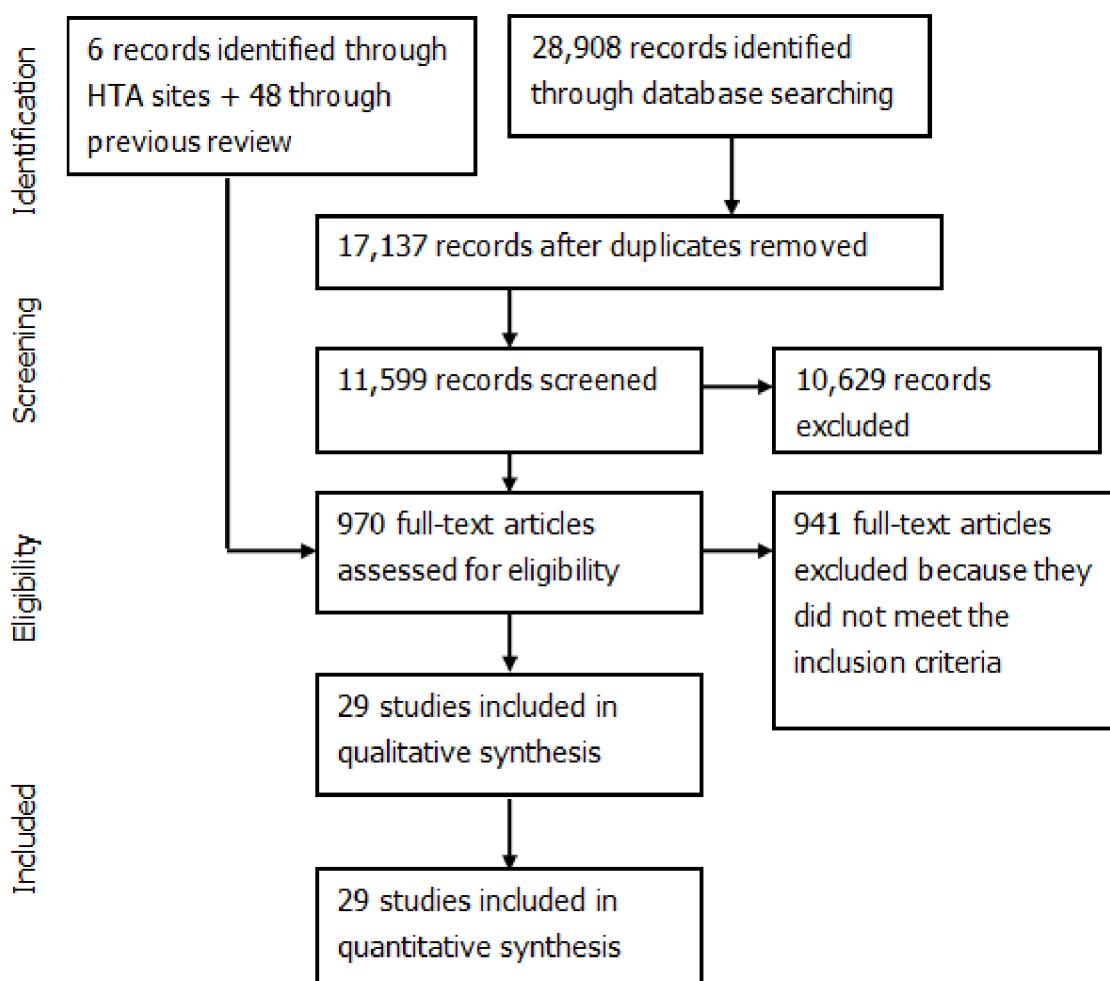 Identification
6 records identified through
HTA sites + 48 through
previous review
28,908 records identified
through database searching
17,137 records after duplicates removed
Screening
11,599 records screened
10,629 records
excluded
Eligibility
970 full-text articles
assessed for eligibility
941 full-text articles
excluded because they
did not meet the
inclusion criteria
Included
29 studies included in
qualitative synthesis
29 studies included in
quantitative synthesis